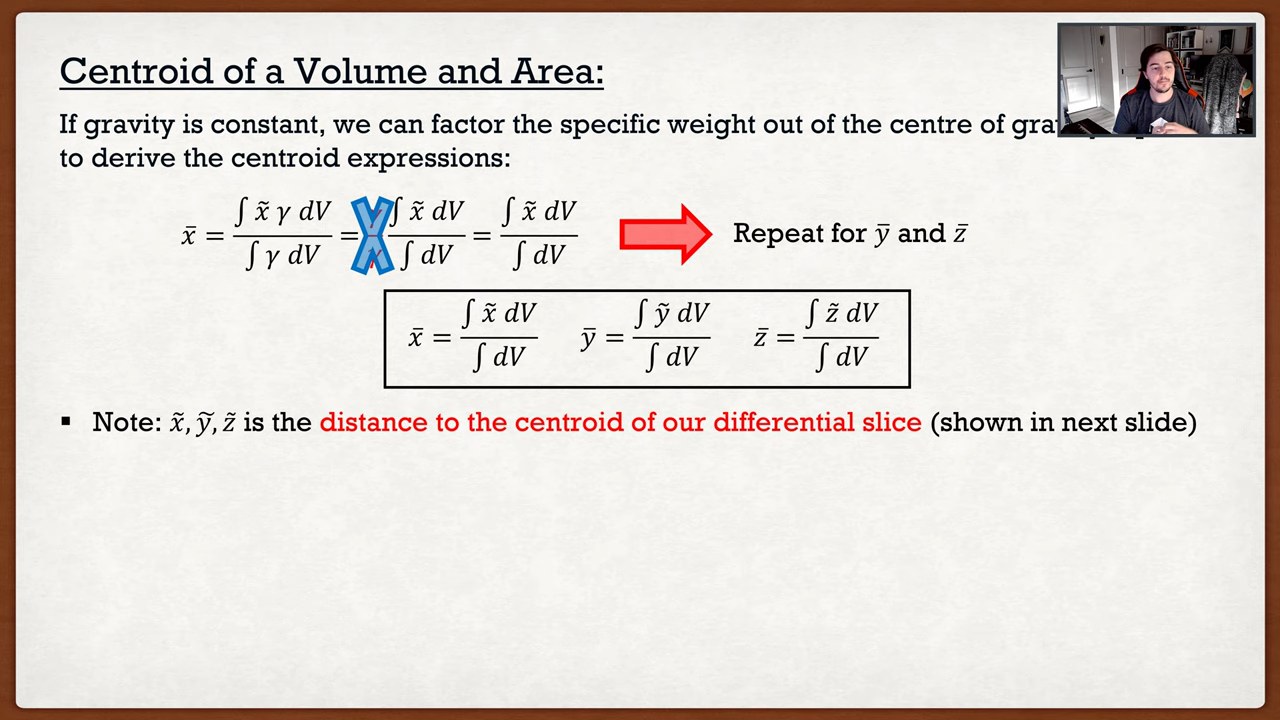 Centroid of a Volume and Area:
If gravity is constant, we can factor the specific weight out of the centre of
to derive the centroid expressions:
x̄ = ∫ x̃ γ dV / ∫ γ dV = ∫ x̃ dV / ∫ dV = ∫ x̃ dV / ∫ dV
Repeat for ȳ and z̄
x̄ = ∫ x̃ dV / ∫ dV ȳ = ∫ ỹ dV / ∫ dV z̄ = ∫ z̃ dV / ∫ dV
▪ Note: x̃, ỹ, z̃ is the distance to the centroid of our differential slice (shown in next slide)